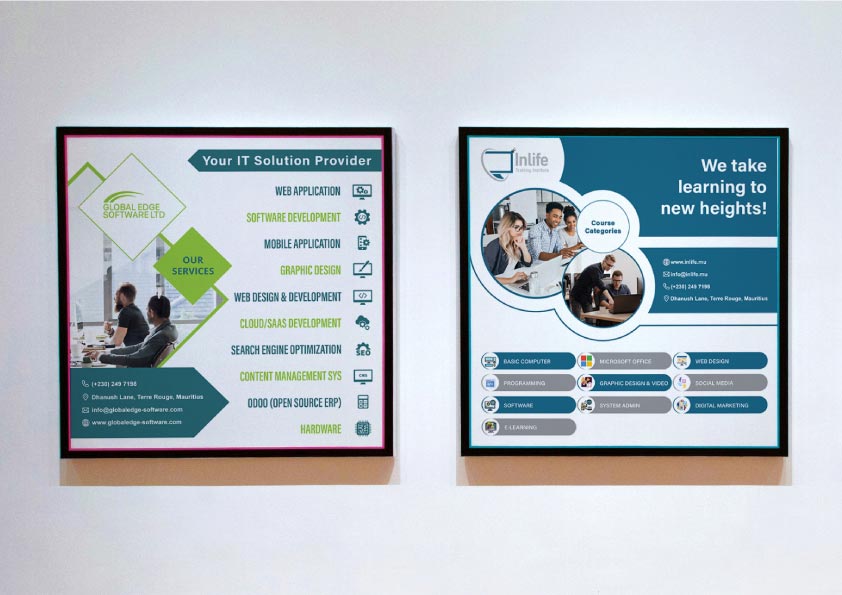 Your IT Solution Provider
GLOBAL EDGE
SOFTWARE LTD
OUR
SERVICES
WEB APPLICATION
SOFTWARE DEVELOPMENT
MOBILE APPLICATION
GRAPHIC DESIGN
WEB DESIGN & DEVELOPMENT
CLOUD/SAAS DEVELOPMENT
SEARCH ENGINE OPTIMIZATION
SEO
CONTENT MANAGEMENT SYS
CMS
ODOO (OPEN SOURCE ERP)
HARDWARE
(+230) 249 7198
Dhanush Lane, Terre Rouge, Mauritius
info@globaledge-software.com
www.globaledge-software.com
Inlife
Training Institute
We take
learning to
new heights!
Course
Categories
www.inlife.mu
info@inlife.mu
(+230) 249 7198
Dhanush Lane, Terre Rouge, Mauritius
BASIC COMPUTER
MICROSOFT OFFICE
WEB DESIGN
PROGRAMMING
GRAPHIC DESIGN & VIDEO
SOCIAL MEDIA
SOFTWARE
SYSTEM ADMIN
DIGITAL MARKETING
E-LEARNING